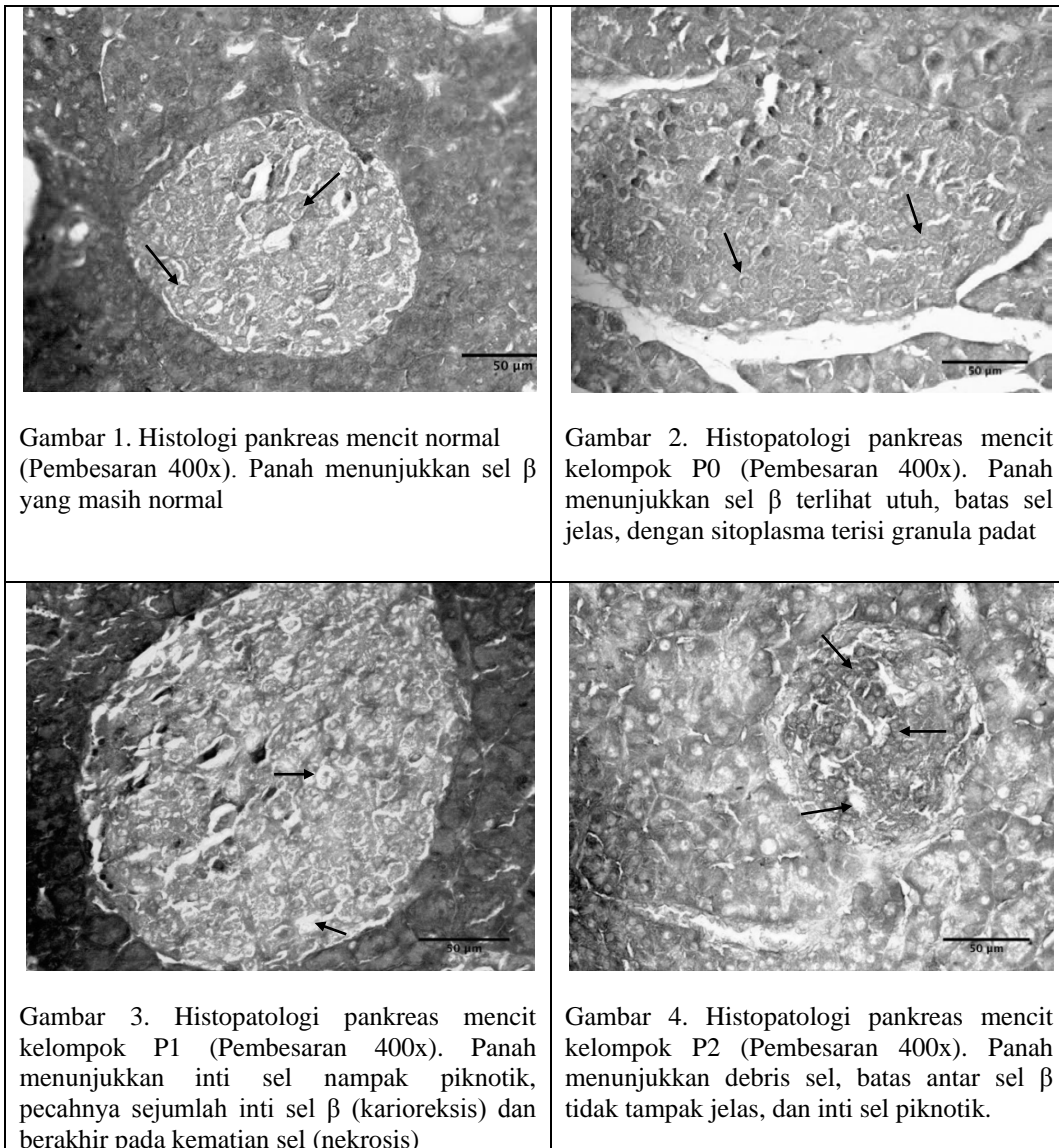 50 µm
50 µm
Gambar 1. Histologi pankreas mencit normal
(Pembesaran 400x). Panah menunjukkan sel β
yang masih normal
Gambar 2. Histopatologi pankreas mencit
kelompok P0 (Pembesaran 400x). Panah
menunjukkan sel β terlihat utuh, batas sel
jelas, dengan sitoplasma terisi granula padat
50 µm
50 µm
Gambar 3. Histopatologi pankreas mencit
kelompok P1 (Pembesaran 400x). Panah
menunjukkan inti sel nampak piknotik,
pecahnya sejumlah inti sel β (karioreksis) dan
berakhir pada kematian sel (nekrosis)
Gambar 4. Histopatologi pankreas mencit
kelompok P2 (Pembesaran 400x). Panah
menunjukkan debris sel, batas antar sel β
tidak tampak jelas, dan inti sel piknotik.